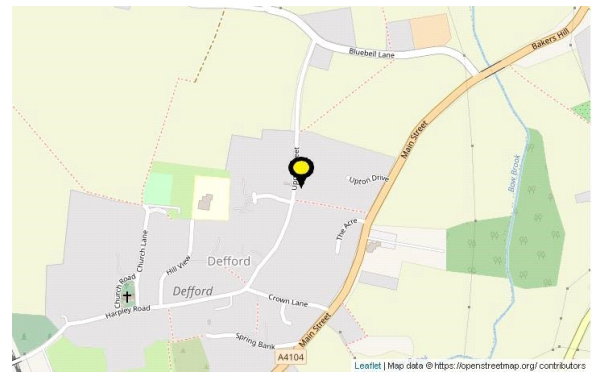 Bluebell Lane
Bakers Hill
Main Street
Bow Brook
Upton Drive
The Acre
Church Lane
Hill View
Defford
Defford
Church Road
Harpley Road
Crown Lane
Main Street
Spring Bank
A4104
Leaflet | Map data © https://openstreetmap.org/ contributors